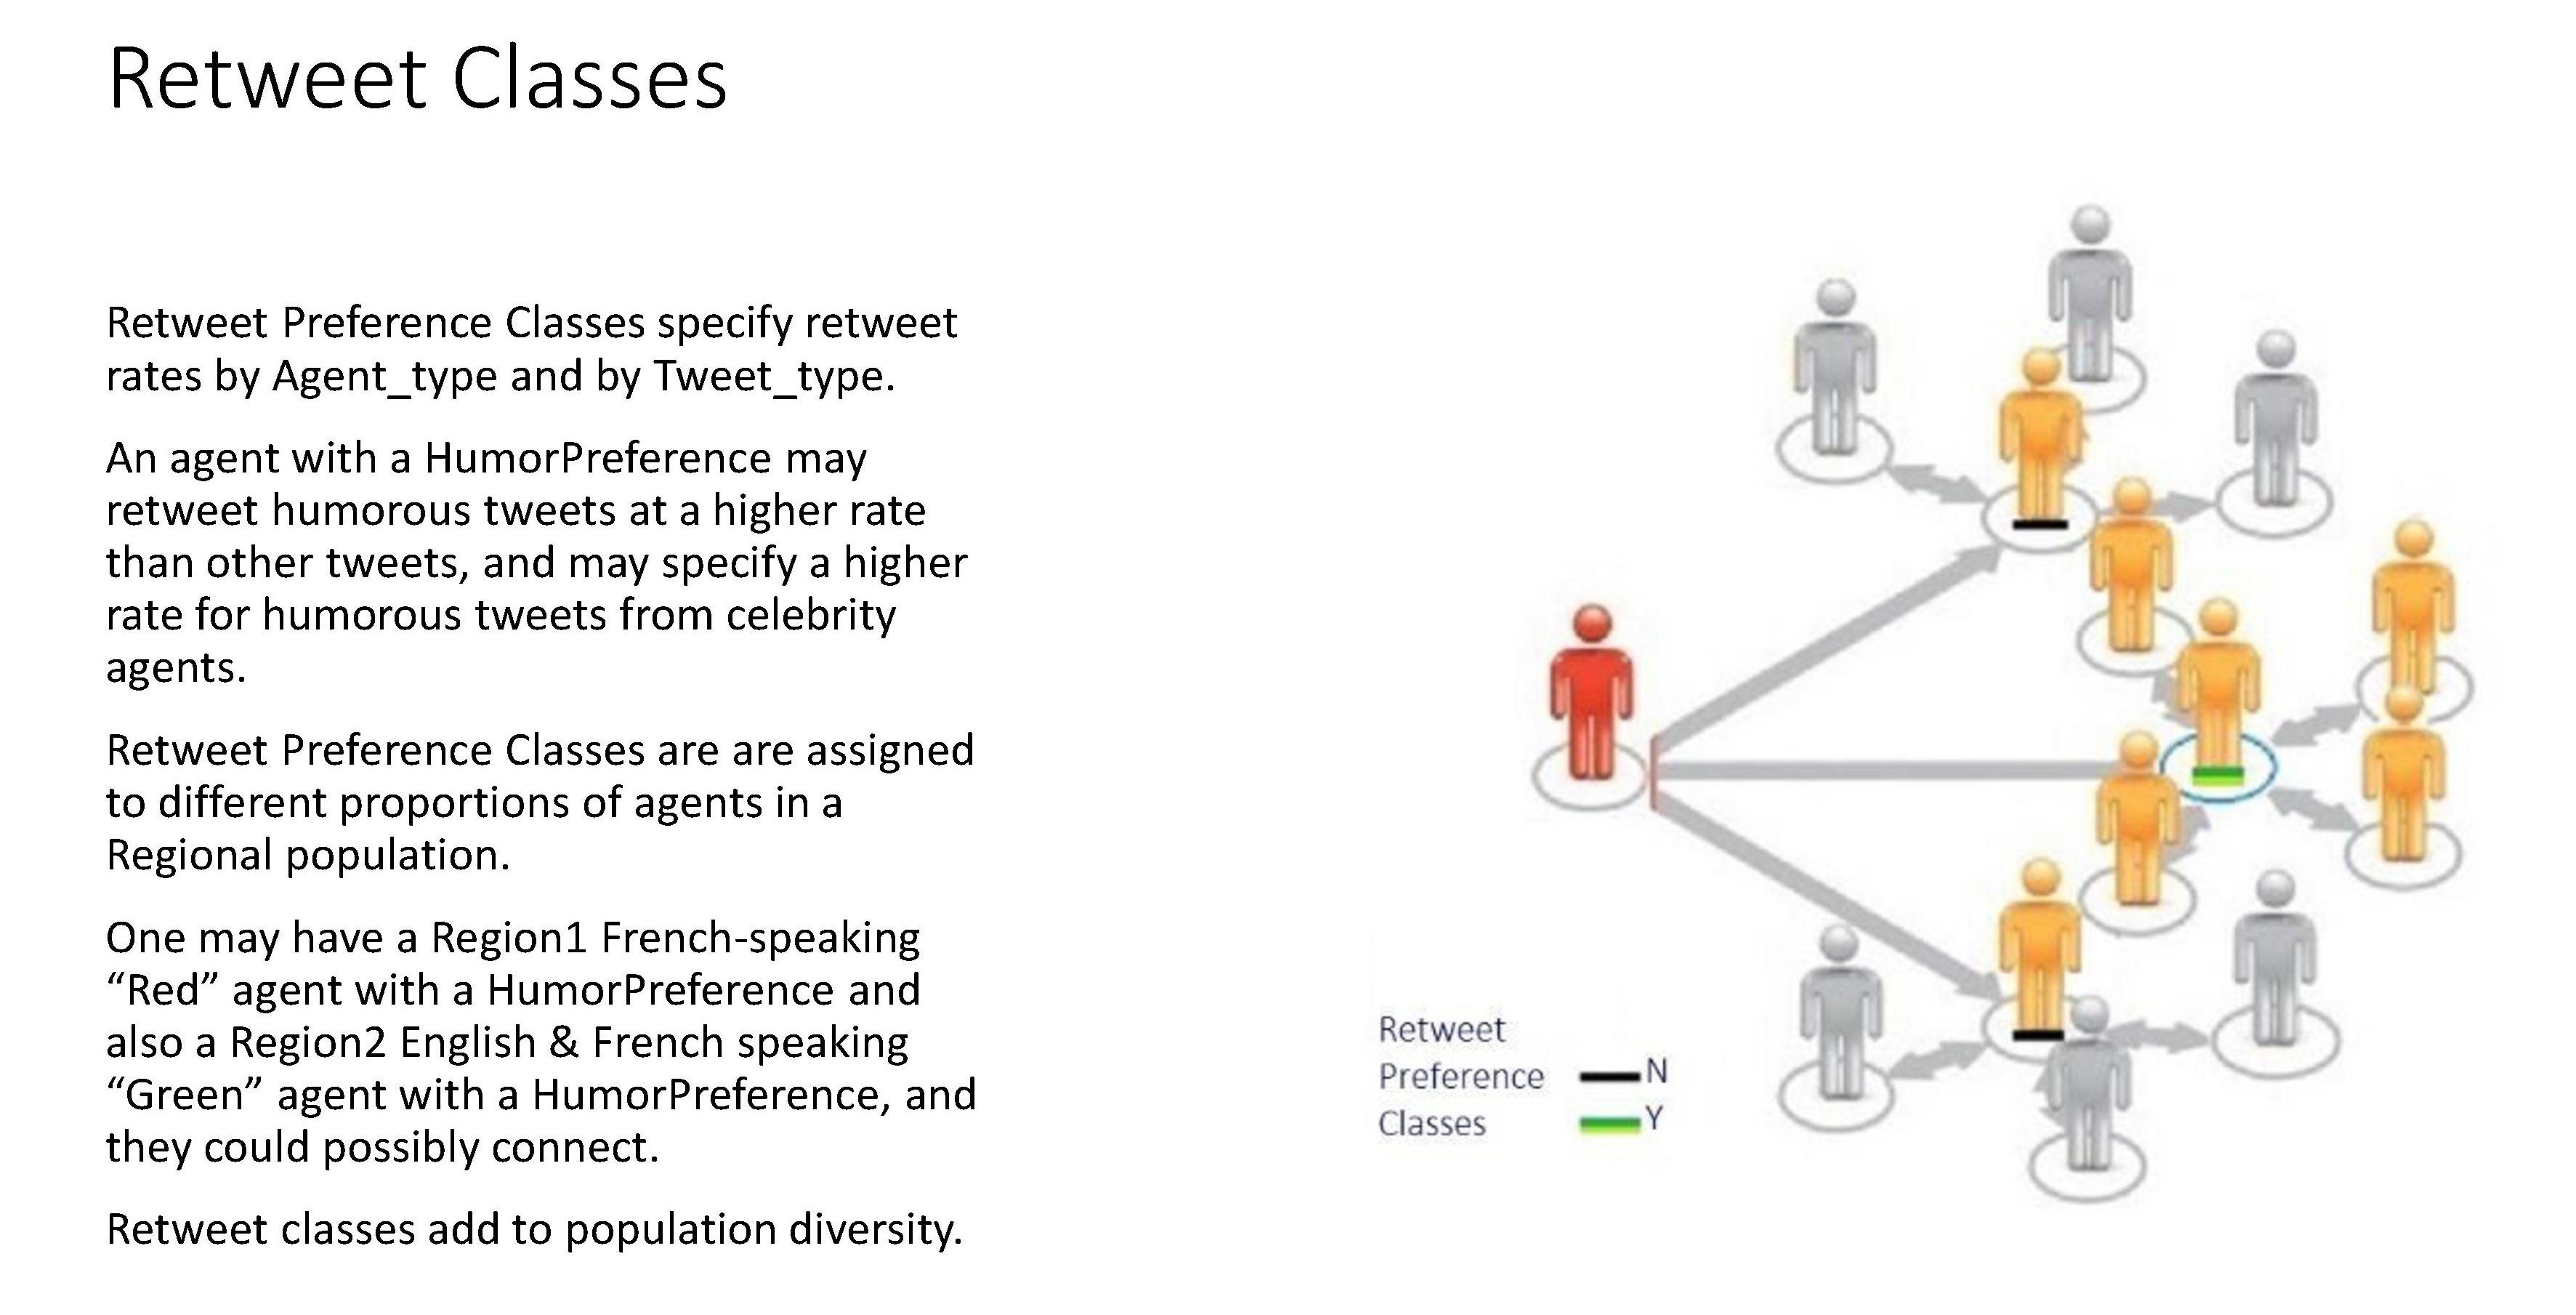 Retweet Classes
Retweet Preference Classes specify retweet
rates by Agent_type and by Tweet_type.
An agent with a HumorPreference may
retweet humorous tweets at a higher rate
than other tweets, and may specify a higher
rate for humorous tweets from celebrity
agents.
Retweet Preference Classes are are assigned
to different proportions of agents in a
Regional population.
One may have a Region1 French-speaking
“Red” agent with a HumorPreference and
also a Region2 English & French speaking
“Green” agent with a HumorPreference, and
they could possibly connect.
Retweet classes add to population diversity.
Retweet
Preference
Classes
N
Y